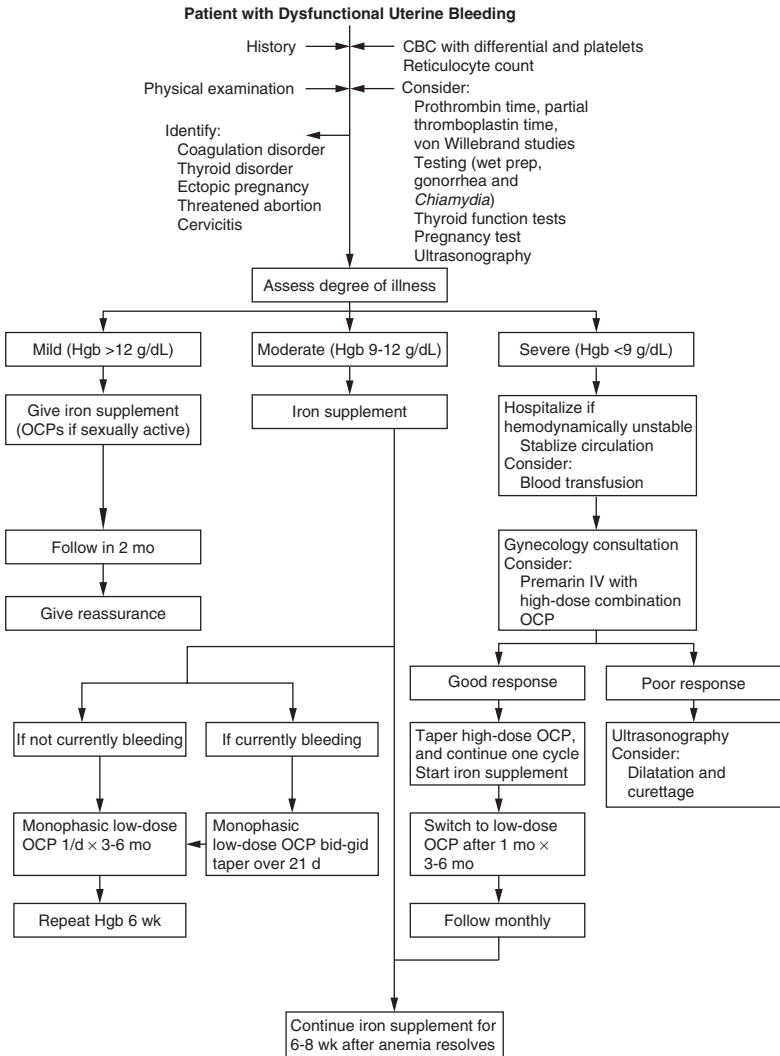 Patient with Dysfunctional Uterine Bleeding
History
CBC with differential and platelets
Reticulocyte count
Physical examination
Consider:
Prothrombin time, partial
thromboplastin time,
von Willebrand studies
Testing (wet prep,
gonorrhea and
Chiamydia)
Thyroid function tests
Pregnancy test
Ultrasonography
Identify:
Coagulation disorder
Thyroid disorder
Ectopic pregnancy
Threatened abortion
Cervicitis
Assess degree of illness
Mild (Hgb >12 g/dL)
Moderate (Hgb 9-12 g/dL)
Severe (Hgb <9 g/dL)
Give iron supplement
(OCPs if sexually active)
Iron supplement
Hospitalize if
hemodynamically unstable
Stablize circulation
Consider:
Blood transfusion
Follow in 2 mo
Give reassurance
Gynecology consultation
Consider:
Premarin IV with
high-dose combination
OCP
Good response
Poor response
If not currently bleeding
If currently bleeding
Taper high-dose OCP,
and continue one cycle
Start iron supplement
Ultrasonography
Consider:
Dilatation and
curettage
Monophasic low-dose
OCP 1/d × 3-6 mo
Monophasic
low-dose OCP bid-gid
taper over 21 d
Switch to low-dose
OCP after 1 mo ×
3-6 mo
Repeat Hgb 6 wk
Follow monthly
Continue iron supplement for
6-8 wk after anemia resolves